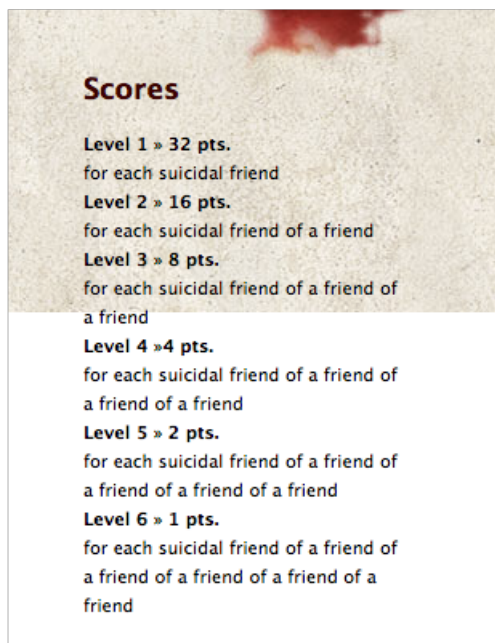 Scores
Level 1 » 32 pts.
for each suicidal friend
Level 2 » 16 pts.
for each suicidal friend of a friend
Level 3 » 8 pts.
for each suicidal friend of a friend of
a friend
Level 4 »4 pts.
for each suicidal friend of a friend of
a friend of a friend
Level 5 » 2 pts.
for each suicidal friend of a friend of
a friend of a friend of a friend
Level 6 » 1 pts.
for each suicidal friend of a friend of
a friend of a friend of a friend of a
friend